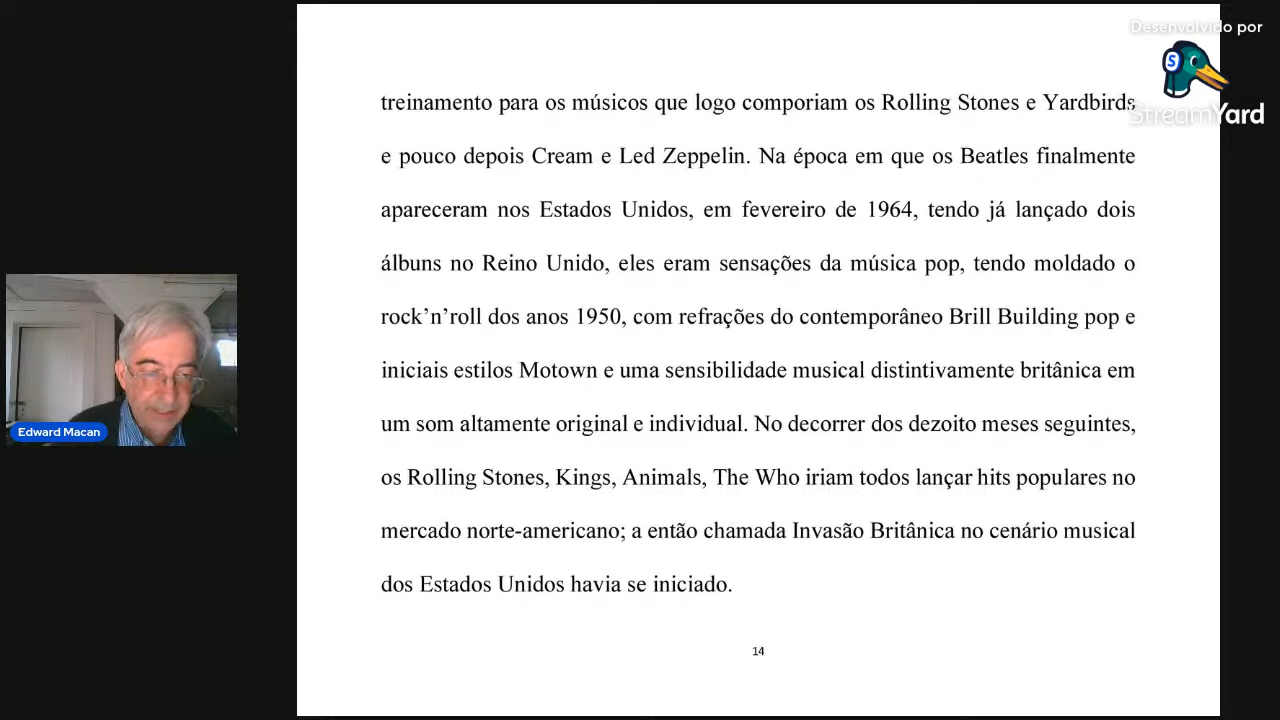 Desenvolvido por
StreamYard
treinamento para os músicos que logo comporiam os Rolling Stones e Yardbirds
e pouco depois Cream e Led Zeppelin. Na época em que os Beatles finalmente
apareceram nos Estados Unidos, em fevereiro de 1964, tendo já lançado dois
álbuns no Reino Unido, eles eram sensações da música pop, tendo moldado o
rock’n’roll dos anos 1950, com refrações do contemporâneo Brill Building pop e
iniciais estilos Motown e uma sensibilidade musical distintivamente britânica em
um som altamente original e individual. No decorrer dos dezoito meses seguintes,
os Rolling Stones, Kings, Animals, The Who iriam todos lançar hits populares no
mercado norte-americano; a então chamada Invasão Britânica no cenário musical
dos Estados Unidos havia se iniciado.
14
Edward Macan